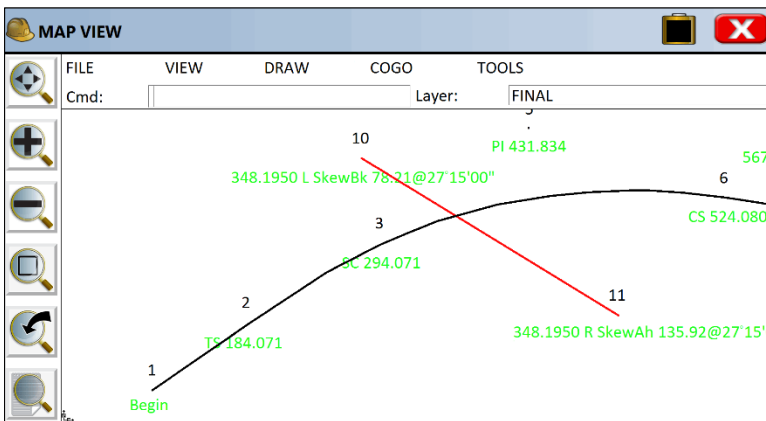 MAP VIEW
FILE VIEW DRAW COGO TOOLS
Cmd: Layer: FINAL
10
PI 431.834
567
348.1950 L SkewBk 78.21@27°15'00"
6
3
CS 524.080
SC 294.071
11
2
348.1950 R SkewAh 135.92@27°15'
TS 184.071
1
Begin